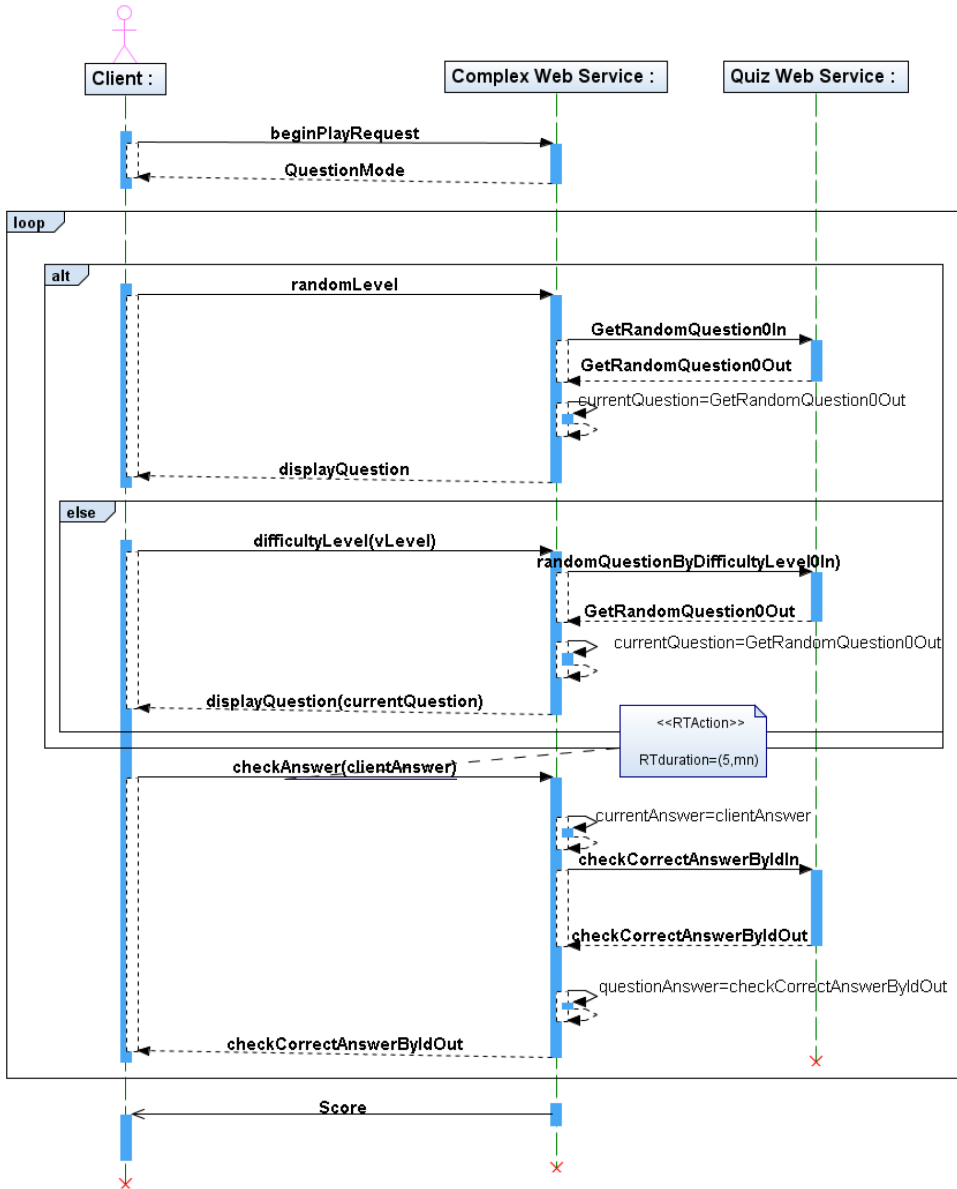 Client :
Complex Web Service :
Quiz Web Service :
beginPlayRequest
QuestionMode
loop
alt
randomLevel
GetRandomQuestion0In
GetRandomQuestion0Out
currentQuestion=GetRandomQuestion0Out
displayQuestion
else
difficultyLevel(vLevel)
randomQuestionByDifficultyLevel0In)
GetRandomQuestion0Out
currentQuestion=GetRandomQuestion0Out
displayQuestion(currentQuestion)
<<RTAction>>
RTduration=(5,mn)
checkAnswer(clientAnswer)
currentAnswer=clientAnswer
checkCorrectAnswerByIdIn
checkCorrectAnswerByIdOut
questionAnswer=checkCorrectAnswerByIdOut
checkCorrectAnswerByIdOut
Score